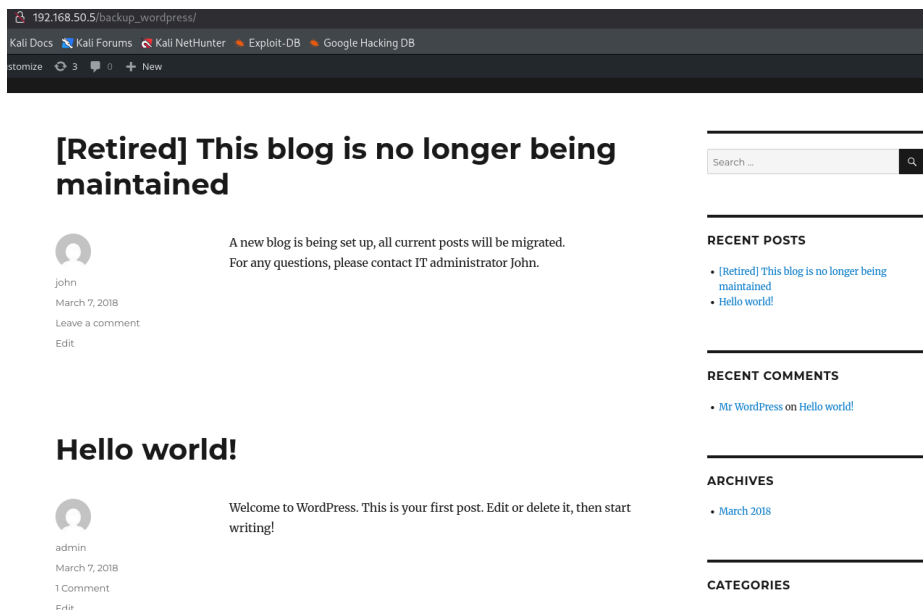 192.168.50.5/backup_wordpress/
Kali Docs Kali Forums Kali NetHunter Exploit-DB Google Hacking DB
stomize 3 0 New
[Retired] This blog is no longer being
maintained
john
March 7, 2018
Leave a comment
Edit
A new blog is being set up, all current posts will be migrated.
For any questions, please contact IT administrator John.
Hello world!
admin
March 7, 2018
1 Comment
Edit
Welcome to WordPress. This is your first post. Edit or delete it, then start
writing!
Search …
RECENT POSTS
[Retired] This blog is no longer being
maintained
Hello world!
RECENT COMMENTS
Mr WordPress on Hello world!
ARCHIVES
March 2018
CATEGORIES